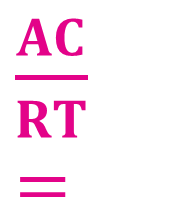 AC
RT
=